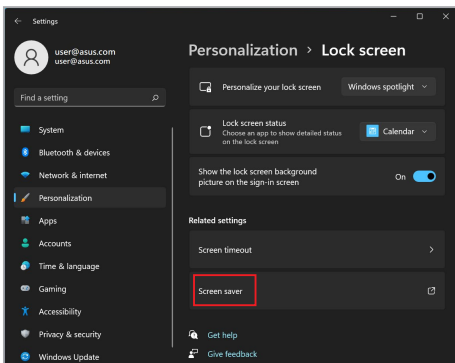 Settings
user@asus.com
user@asus.com
Find a setting
System
Bluetooth & devices
Network & internet
Personalization
Apps
Accounts
Time & language
Gaming
Accessibility
Privacy & security
Windows Update
Personalization > Lock screen
Personalize your lock screen
Windows spotlight
Lock screen status
Choose an app to show detailed status
on the lock screen
Calendar
Show the lock screen background
picture on the sign-in screen
On
Related settings
Screen timeout
Screen saver
Get help
Give feedback